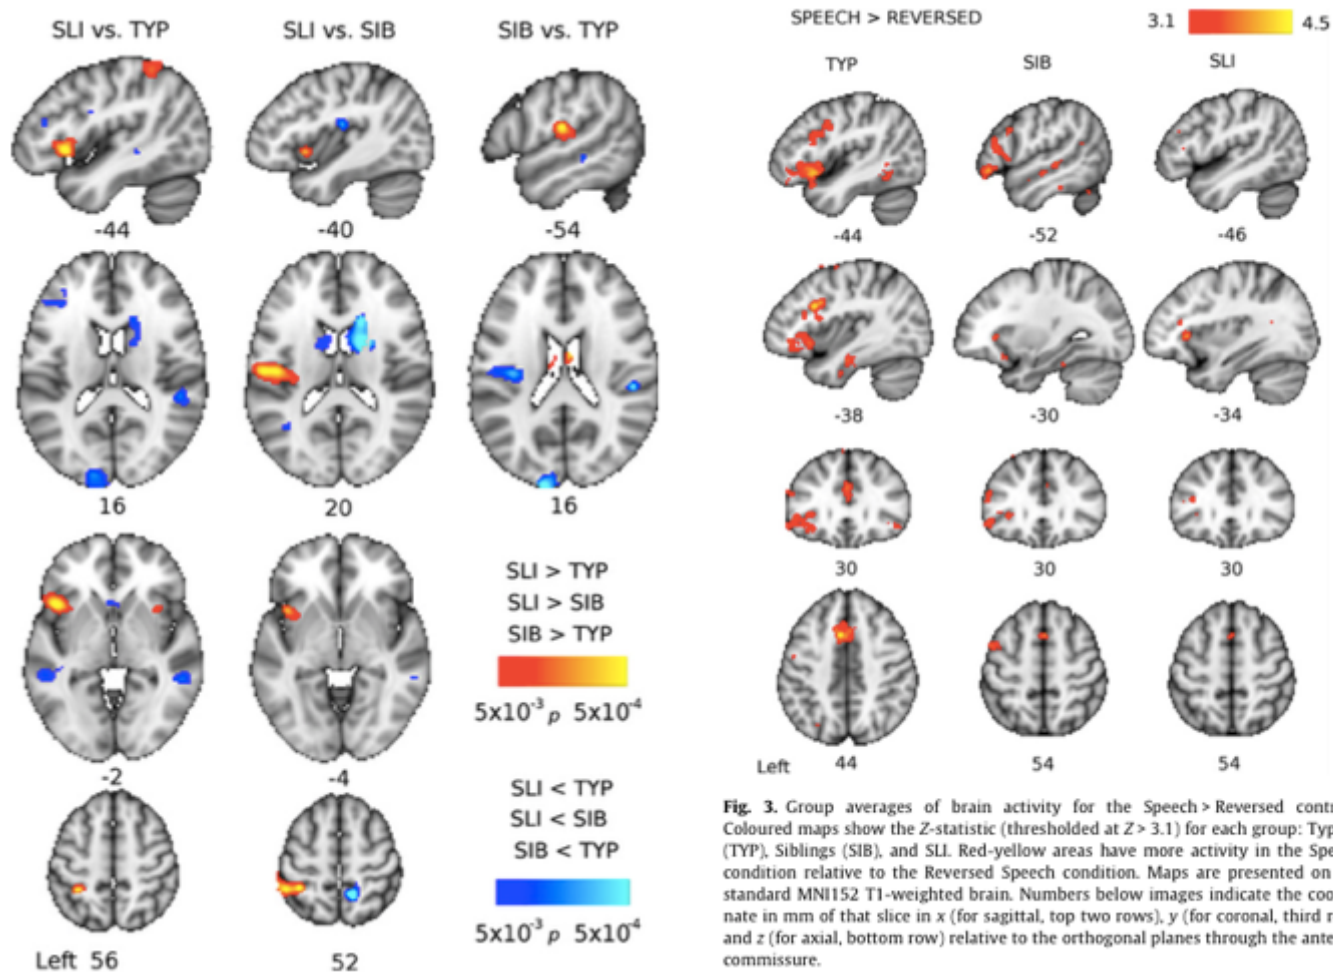 SLI vs. TYP
SLI vs. SIB
SIB vs. TYP
-44
-40
-54
16
20
16
-2
-4
SLI > TYP
SLI > SIB
SIB > TYP
5x10⁻³ p 5x10⁻⁴
SLI < TYP
SLI < SIB
SIB < TYP
5x10⁻³ p 5x10⁻⁴
Left 56
52
SPEECH > REVERSED
3.1
4.5
TYP
SIB
SLI
-44
-52
-46
-38
-30
-34
30
30
30
Left
44
54
54
Fig. 3. Group averages of brain activity for the Speech > Reversed contr
Coloured maps show the Z-statistic (thresholded at Z > 3.1) for each group: Typ
(TYP), Siblings (SIB), and SLI. Red-yellow areas have more activity in the Spe
condition relative to the Reversed Speech condition. Maps are presented on
standard MNI152 T1-weighted brain. Numbers below images indicate the coo
nate in mm of that slice in x (for sagittal, top two rows), y (for coronal, third r
and z (for axial, bottom row) relative to the orthogonal planes through the ante
commissure.